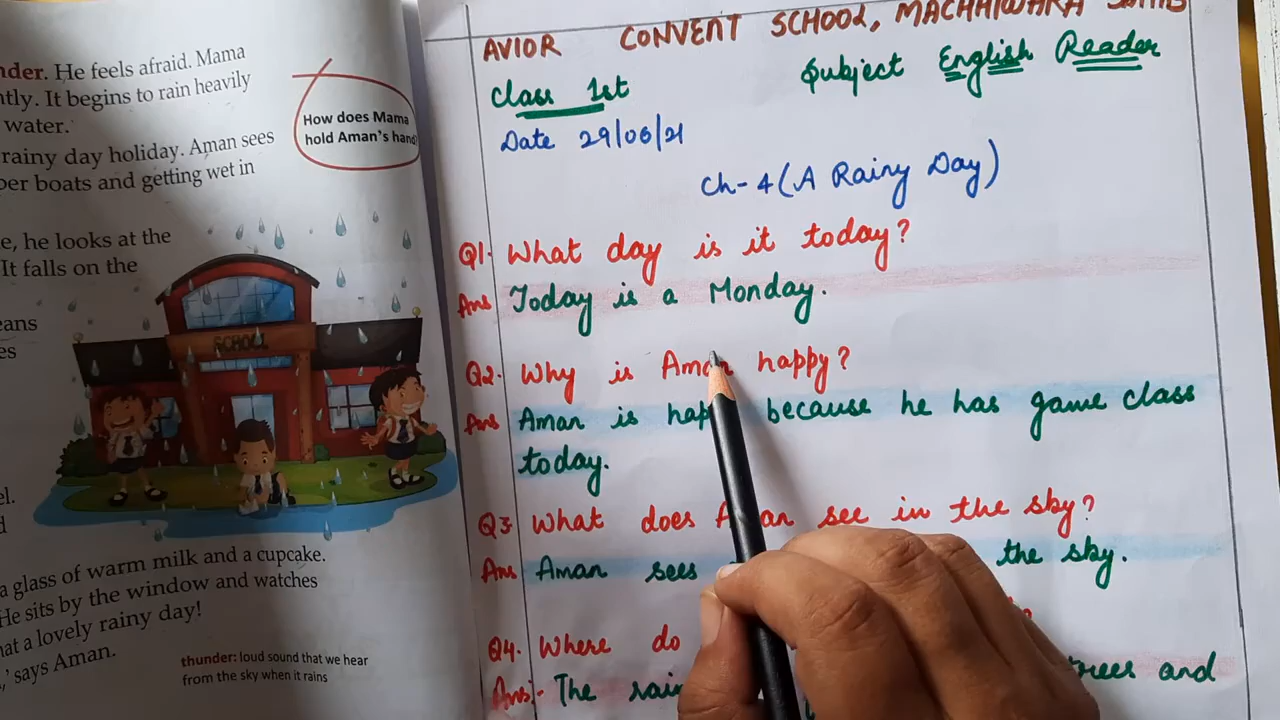 nder. He feels afraid. Mama
ntly. It begins to rain heavily
water.
rainy day holiday. Aman sees
per boats and getting wet in
e, he looks at the
It falls on the
eans
es
el.
d
a glass of warm milk and a cupcake.
He sits by the window and watches
hat a lovely rainy day!
,' says Aman.
How does Mama
hold Aman's hand
SCHOOL
thunder: loud sound that we hear
from the sky when it rains
AVIOR CONVENT SCHOOL, MACHHIWARA SAHIB
Class 1st Subject English Reader
Date 29/06/21
Ch-4 (A Rainy Day)
Q1. What day is it today?
Ans Today is a Monday.
Q2. Why is Aman happy?
Ans Aman is hap because he has game class
today.
Q3. What does Aman see in the sky?
Ans Aman sees the sky.
Q4. Where do
Ans:- The rain rees and